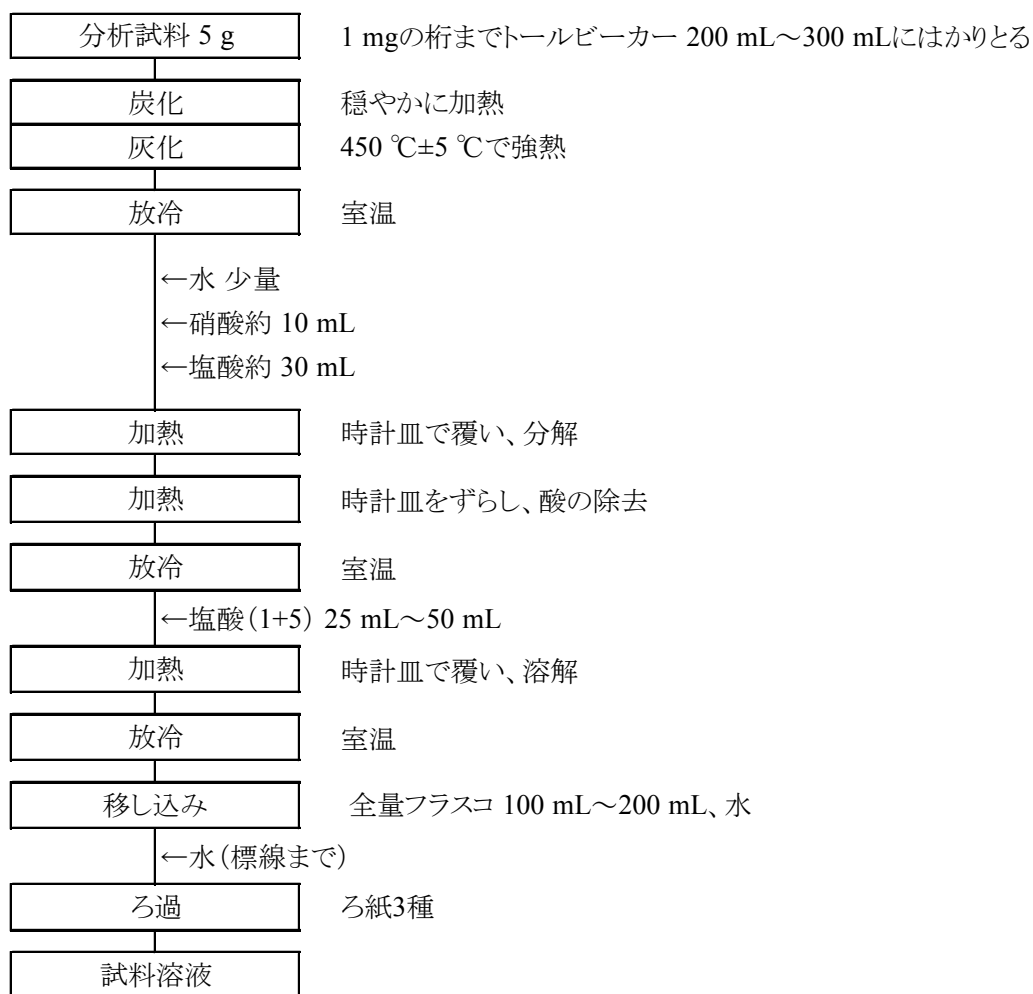 分析試料 5 g 1 mgの桁までトールビーカー 200 mL～300 mLにはかりとる
炭化 穏やかに加熱
灰化 450 ℃±5 ℃で強熱
放冷 室温
←水 少量
←硝酸約 10 mL
←塩酸約 30 mL
加熱 時計皿で覆い、分解
加熱 時計皿をずらし、酸の除去
放冷 室温
←塩酸（1+5） 25 mL～50 mL
加熱 時計皿で覆い、溶解
放冷 室温
移し込み 全量フラスコ 100 mL～200 mL、水
←水（標線まで）
ろ過 ろ紙3種
試料溶液